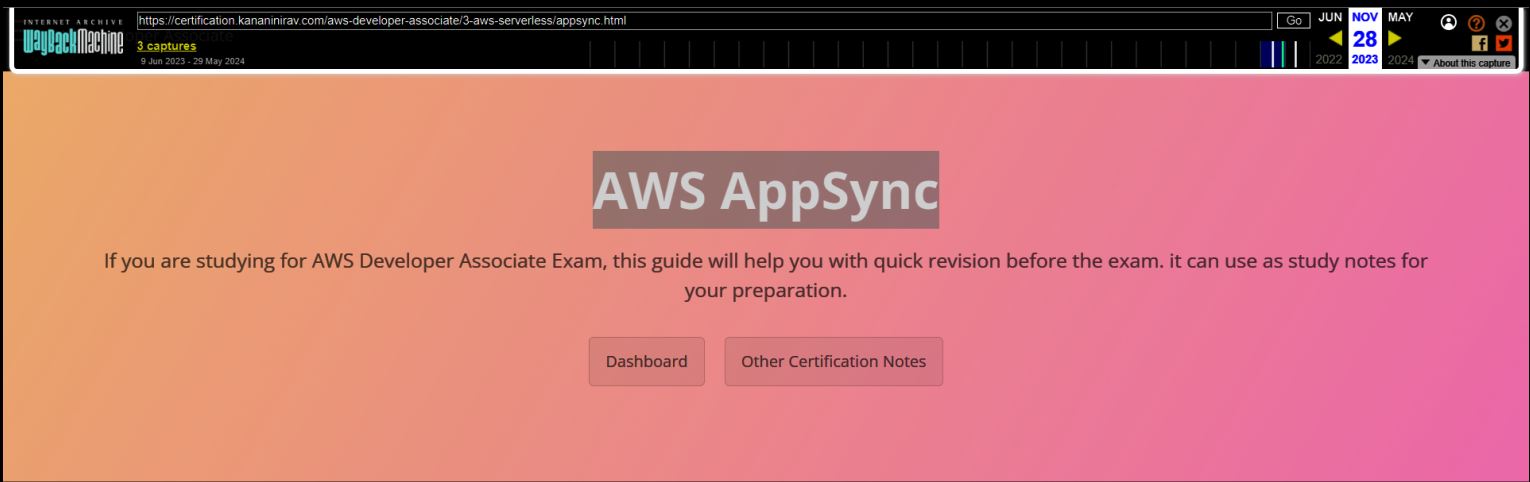 INTERNET ARCHIVE
WayBackMachine
https://certification.kananinirav.com/aws-developer-associate/3-aws-serverless/appsync.html
Go
JUN NOV MAY
3 captures
28
9 Jun 2023 - 29 May 2024
2022 2023 2024
About this capture
AWS AppSync
If you are studying for AWS Developer Associate Exam, this guide will help you with quick revision before the exam. it can use as study notes for
your preparation.
Dashboard Other Certification Notes